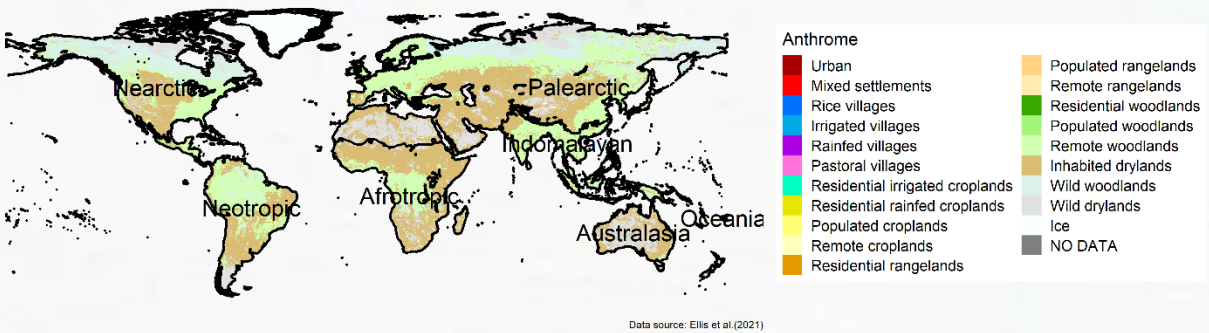 Nearctic
Palearctic
Indomalayan
Afrotropic
Neotropic
Oceania
Australasia
Data source: Ellis et al.(2021)
Anthrome
Urban
Mixed settlements
Rice villages
Irrigated villages
Rainfed villages
Pastoral villages
Residential irrigated croplands
Residential rainfed croplands
Populated croplands
Remote croplands
Residential rangelands
Populated rangelands
Remote rangelands
Residential woodlands
Populated woodlands
Remote woodlands
Inhabited drylands
Wild woodlands
Wild drylands
Ice
NO DATA